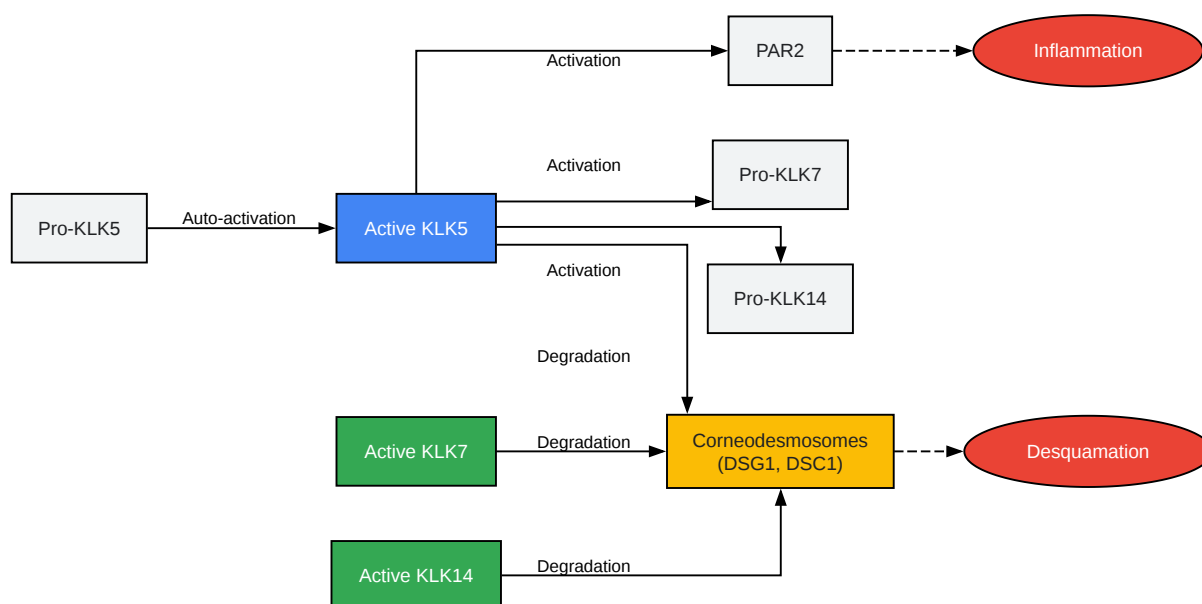 PAR2
Inflammation
Activation
Activation
Pro-KLK7
Pro-KLK5
Auto-activation
Active KLK5
Activation
Pro-KLK14
Degradation
Active KLK7
Degradation
Corneodesmosomes
(DSG1, DSC1)
Desquamation
Active KLK14
Degradation